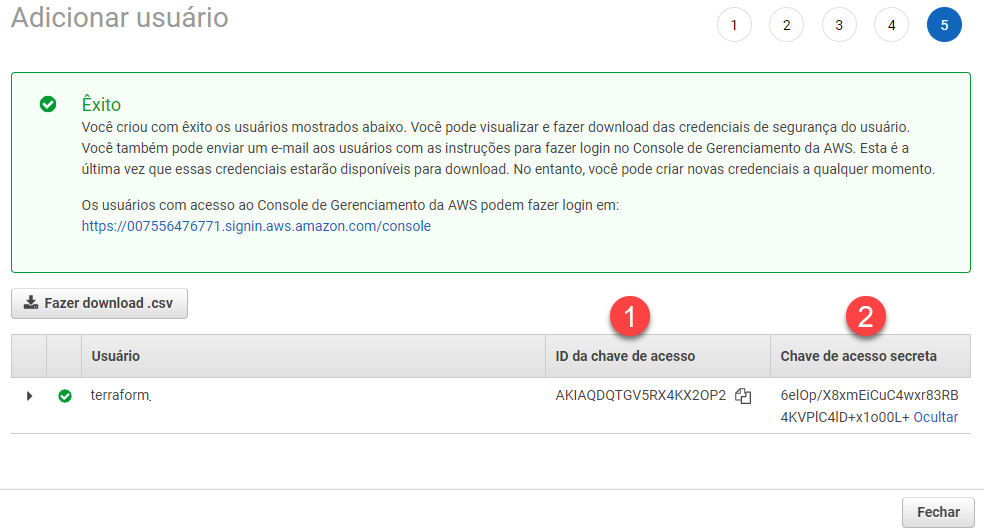 Adicionar usuário
1 2 3 4 5
Êxito
Você criou com êxito os usuários mostrados abaixo. Você pode visualizar e fazer download das credenciais de segurança do usuário.
Você também pode enviar um e-mail aos usuários com as instruções para fazer login no Console de Gerenciamento da AWS. Esta é a
última vez que essas credenciais estarão disponíveis para download. No entanto, você pode criar novas credenciais a qualquer momento.
Os usuários com acesso ao Console de Gerenciamento da AWS podem fazer login em:
https://007556476771.signin.aws.amazon.com/console
Fazer download .csv
1 2
Usuário ID da chave de acesso Chave de acesso secreta
terraform. AKIAQDQTGV5RX4KX2OP2
Ocultar
Fechar